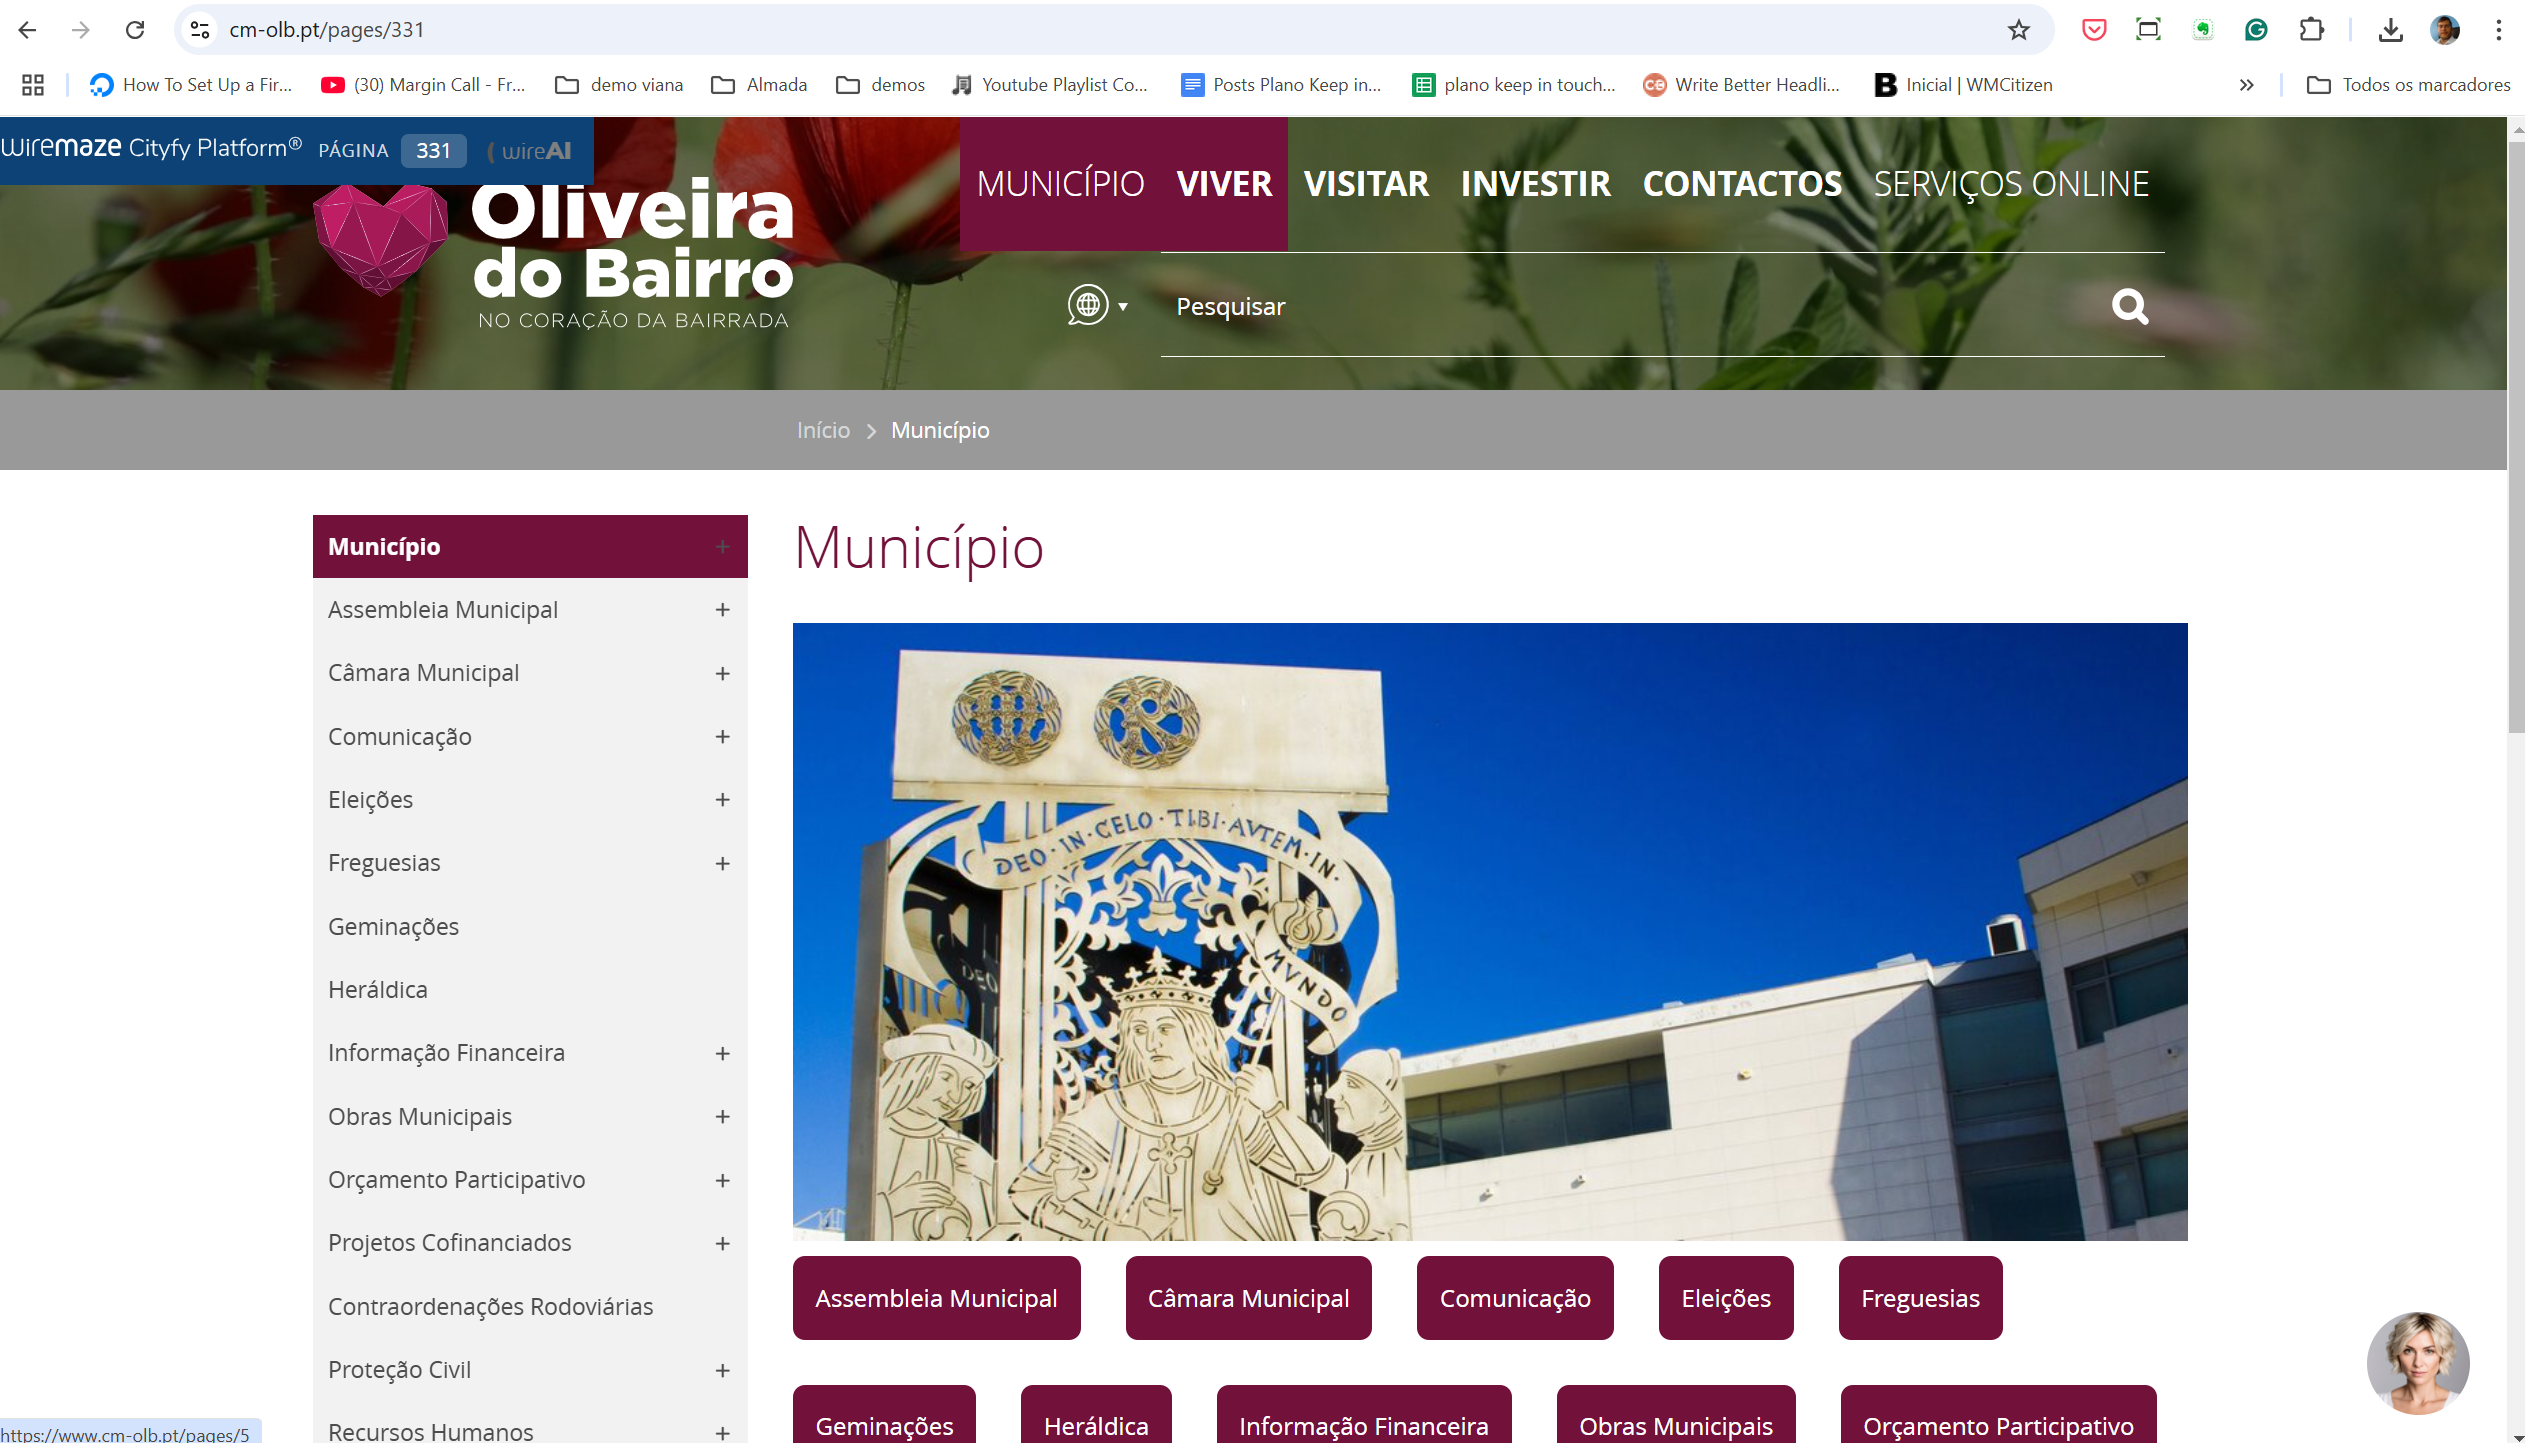 cm-olb.pt/pages/331
How To Set Up a Fir...
(30) Margin Call - Fr...
demo viana
Almada
demos
Youtube Playlist Co...
Posts Plano Keep in...
plano keep in touch...
Write Better Headli...
Inicial | WMCitizen
»
Todos os marcadores
wiremaze Cityfy Platform® PÁGINA 331 ( wireAI
MUNICÍPIO VIVER VISITAR INVESTIR CONTACTOS SERVIÇOS ONLINE
Oliveira
do Bairro
NO CORAÇÃO DA BAIRRADA
Pesquisar
Início > Município
Município +
Assembleia Municipal +
Câmara Municipal +
Comunicação +
Eleições +
Freguesias +
Geminações
Heráldica
Informação Financeira +
Obras Municipais +
Orçamento Participativo +
Projetos Cofinanciados +
Contraordenações Rodoviárias
Proteção Civil +
Recursos Humanos +
Município
DEO · IN · CELO · TIBI · AVTEM · IN ·
MVNDO
DEO
Assembleia Municipal
Câmara Municipal
Comunicação
Eleições
Freguesias
Geminações
Heráldica
Informação Financeira
Obras Municipais
Orçamento Participativo
https://www.cm-olb.pt/pages/5